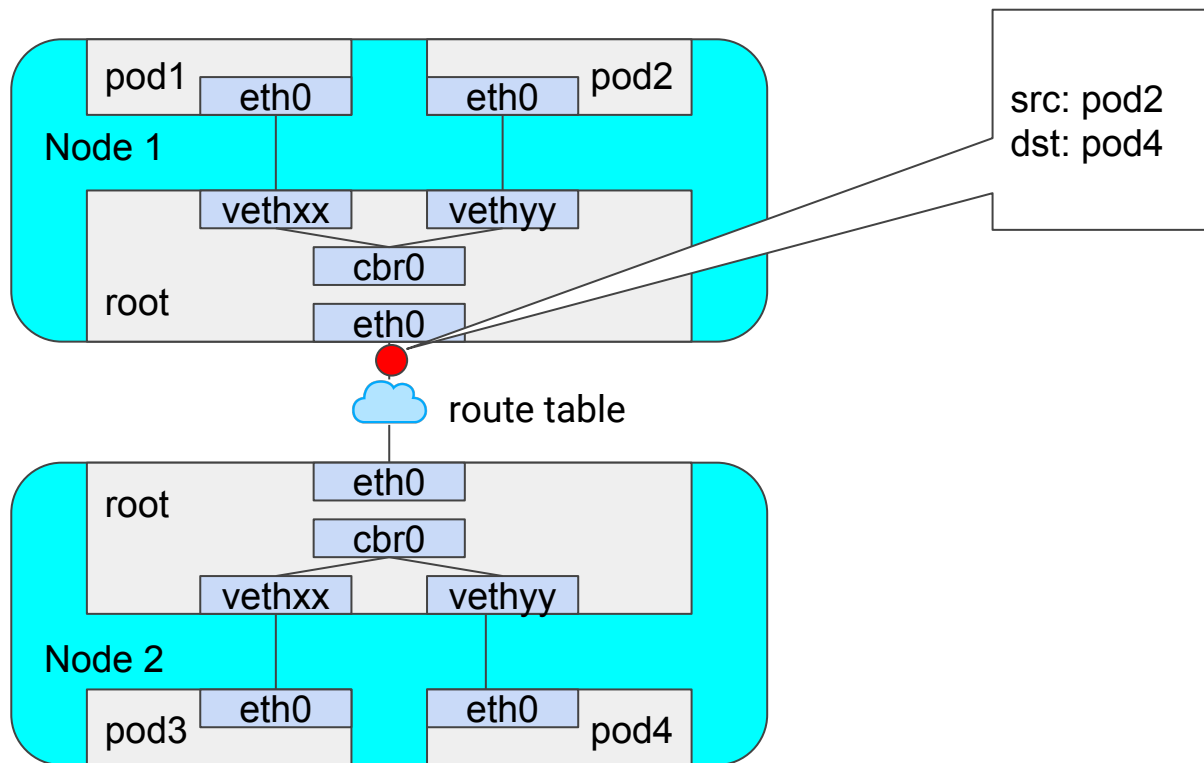 pod1
eth0
eth0
pod2
Node 1
vethxx
vethyy
cbr0
root
eth0
src: pod2
dst: pod4
route table
root
eth0
cbr0
vethxx
vethyy
Node 2
pod3
eth0
eth0
pod4